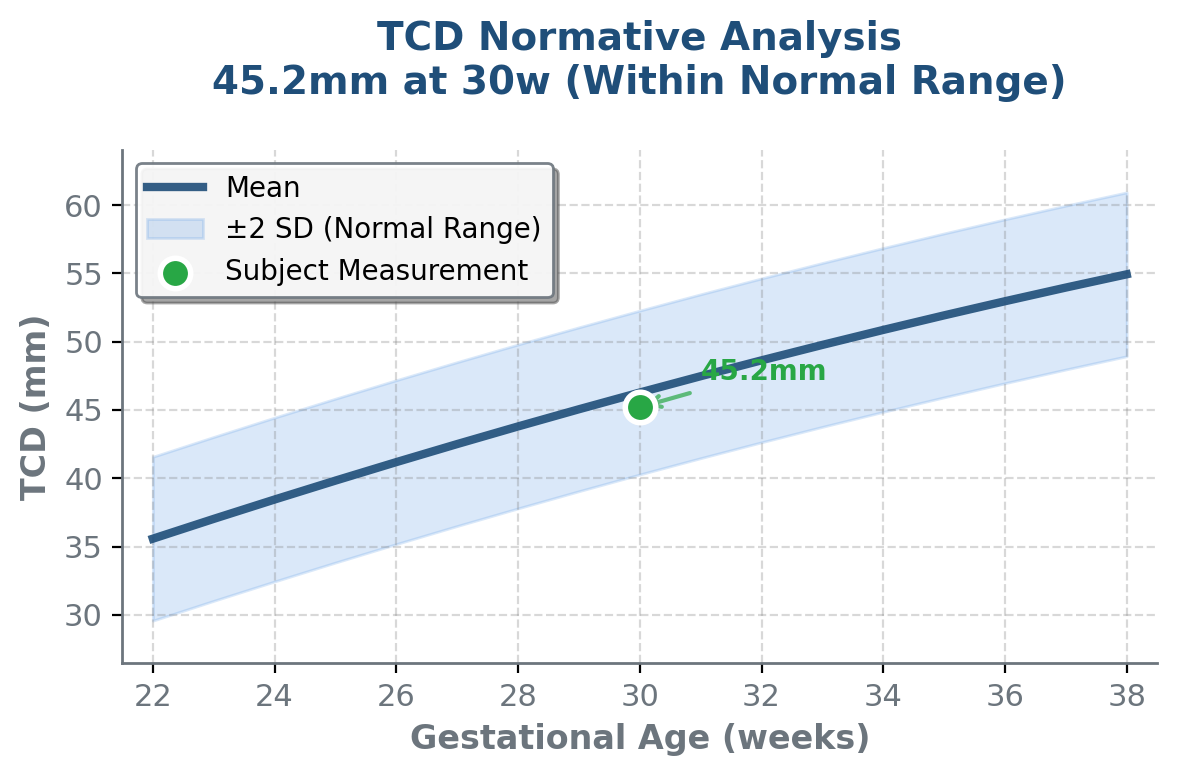 TCD Normative Analysis
45.2mm at 30w (Within Normal Range)
Mean
±2 SD (Normal Range)
Subject Measurement
45.2mm
TCD (mm)
60
55
50
45
40
35
30
22 24 26 28 30 32 34 36 38
Gestational Age (weeks)